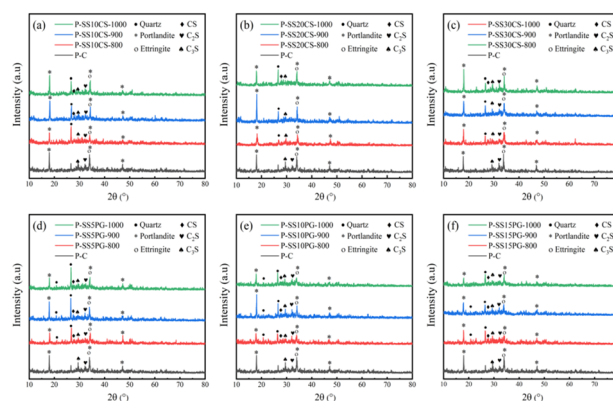 (a)
P-SS10CS-1000
P-SS10CS-900
P-SS10CS-800
P-C
Quartz
Portlandite
Ettringite
CS
C₂S
C₃S
Intensity (a.u)
10 20 30 40 50 60 70 80
2θ (°)
(b)
P-SS20CS-1000
P-SS20CS-900
P-SS20CS-800
P-C
Quartz
Portlandite
Ettringite
CS
C₂S
C₃S
Intensity (a.u)
10 20 30 40 50 60 70 80
2θ (°)
(c)
P-SS30CS-1000
P-SS30CS-900
P-SS30CS-800
P-C
Quartz
Portlandite
Ettringite
CS
C₂S
C₃S
Intensity (a.u)
10 20 30 40 50 60 70
2θ (°)
(d)
P-SS5PG-1000
P-SS5PG-900
P-SS5PG-800
P-C
Quartz
Portlandite
Ettringite
CS
C₂S
C₃S
Intensity (a.u)
10 20 30 40 50 60 70 80
2θ (°)
(e)
P-SS10PG-1000
P-SS10PG-900
P-SS10PG-800
P-C
Quartz
Portlandite
Ettringite
CS
C₂S
C₃S
Intensity (a.u)
10 20 30 40 50 60 70 80
2θ (°)
(f)
P-SS15PG-1000
P-SS15PG-900
P-SS15PG-800
P-C
Quartz
Portlandite
Ettringite
CS
C₂S
C₃S
Intensity (a.u)
10 20 30 40 50 60 70
2θ (°)